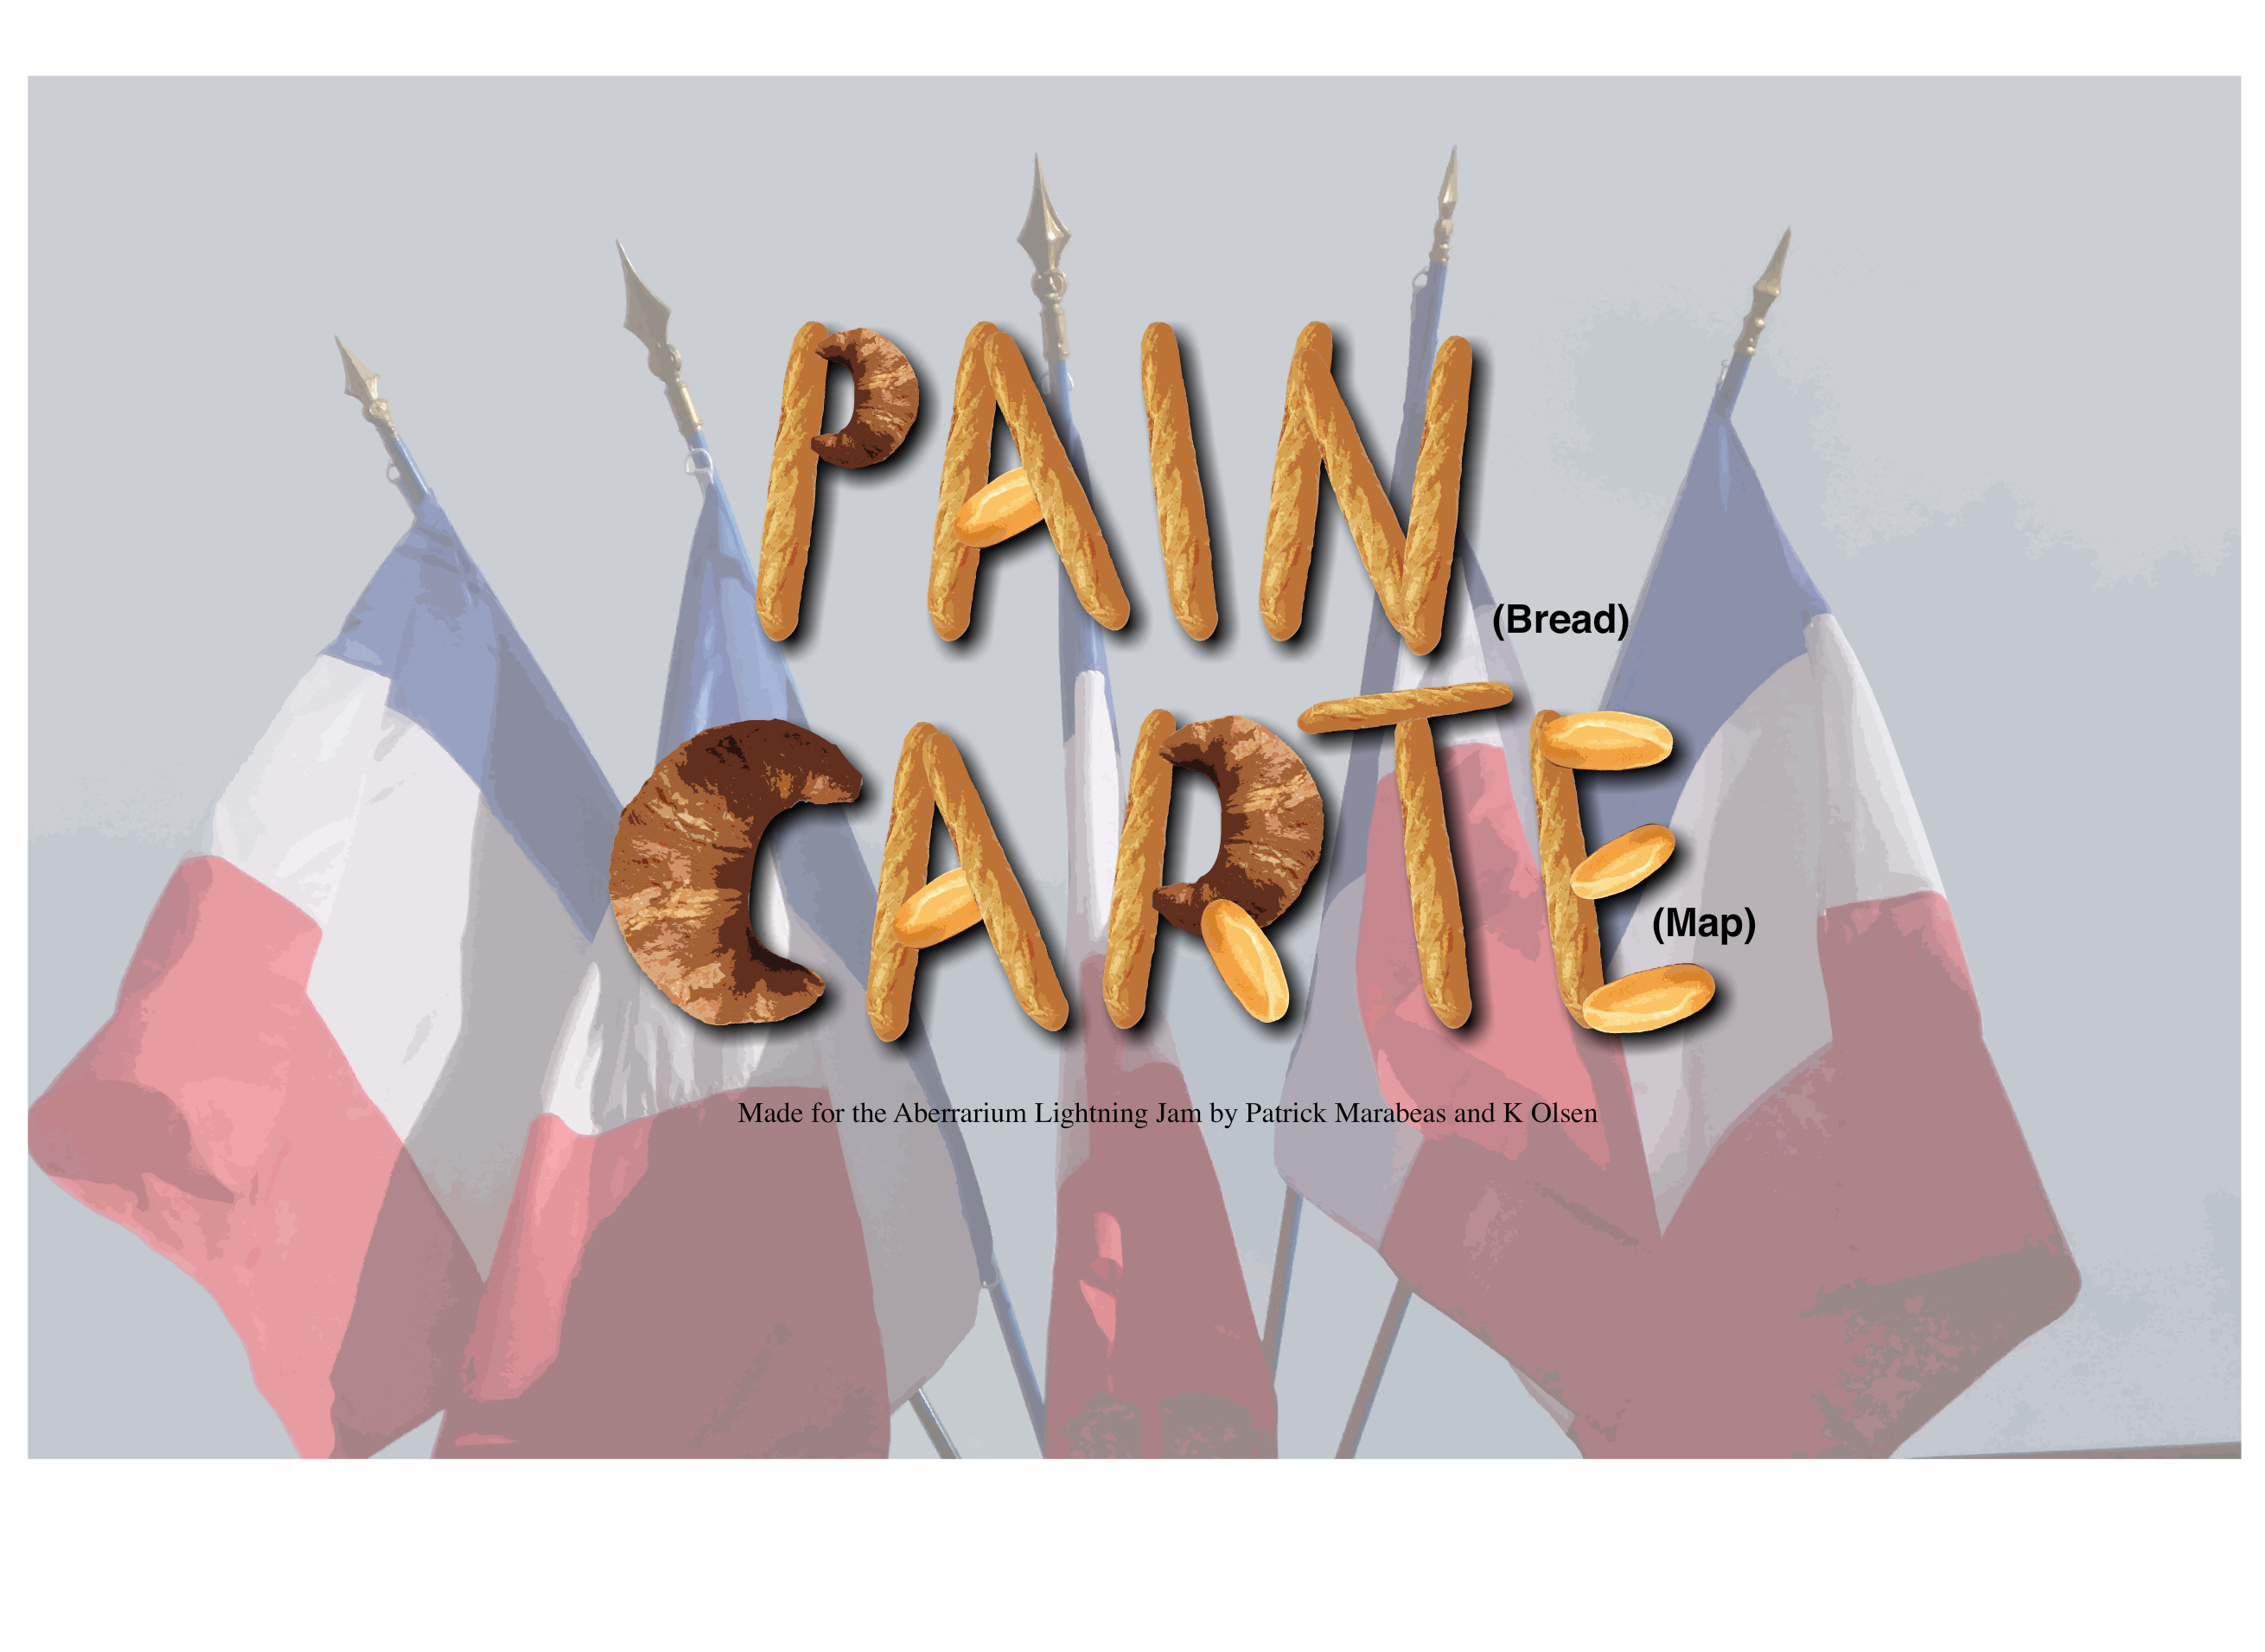 PAIN
(Bread)
CARTE
(Map)
Made for the Aberrarium Lightning Jam by Patrick Marabeas and K Olsen